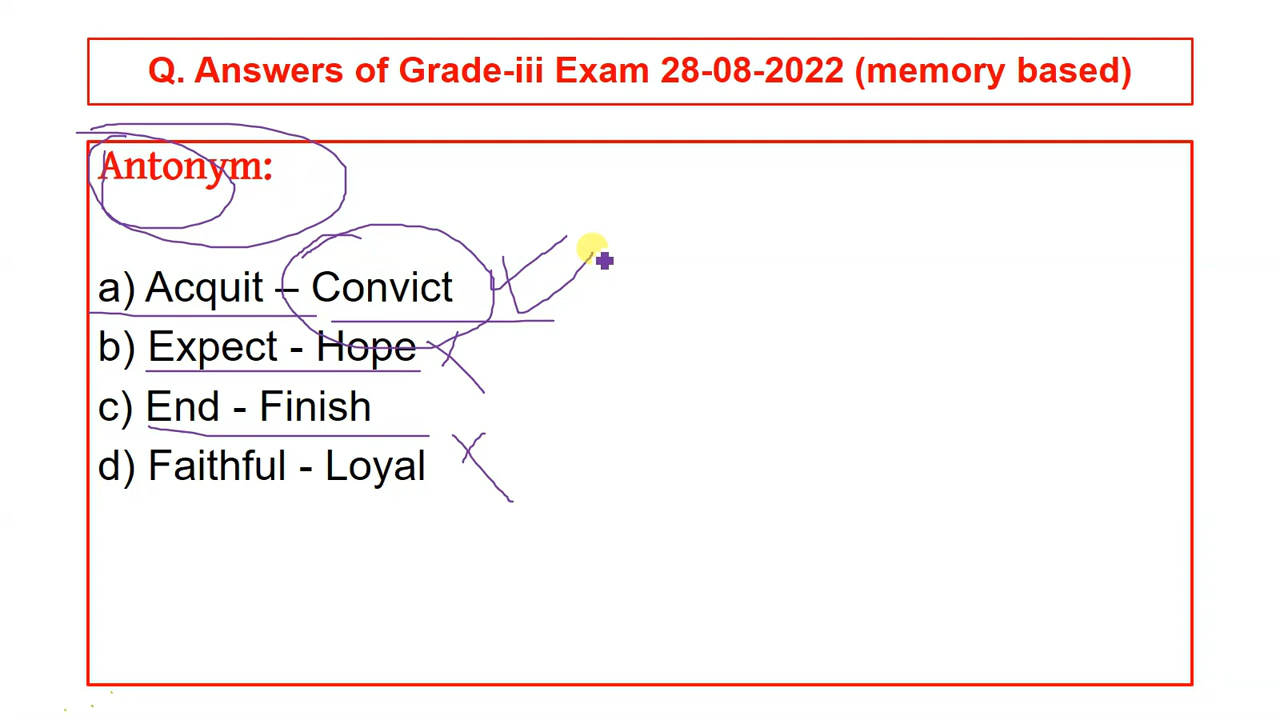 Q. Answers of Grade-iii Exam 28-08-2022 (memory based)
Antonym:
a) Acquit – Convict
b) Expect - Hope
c) End - Finish
d) Faithful - Loyal